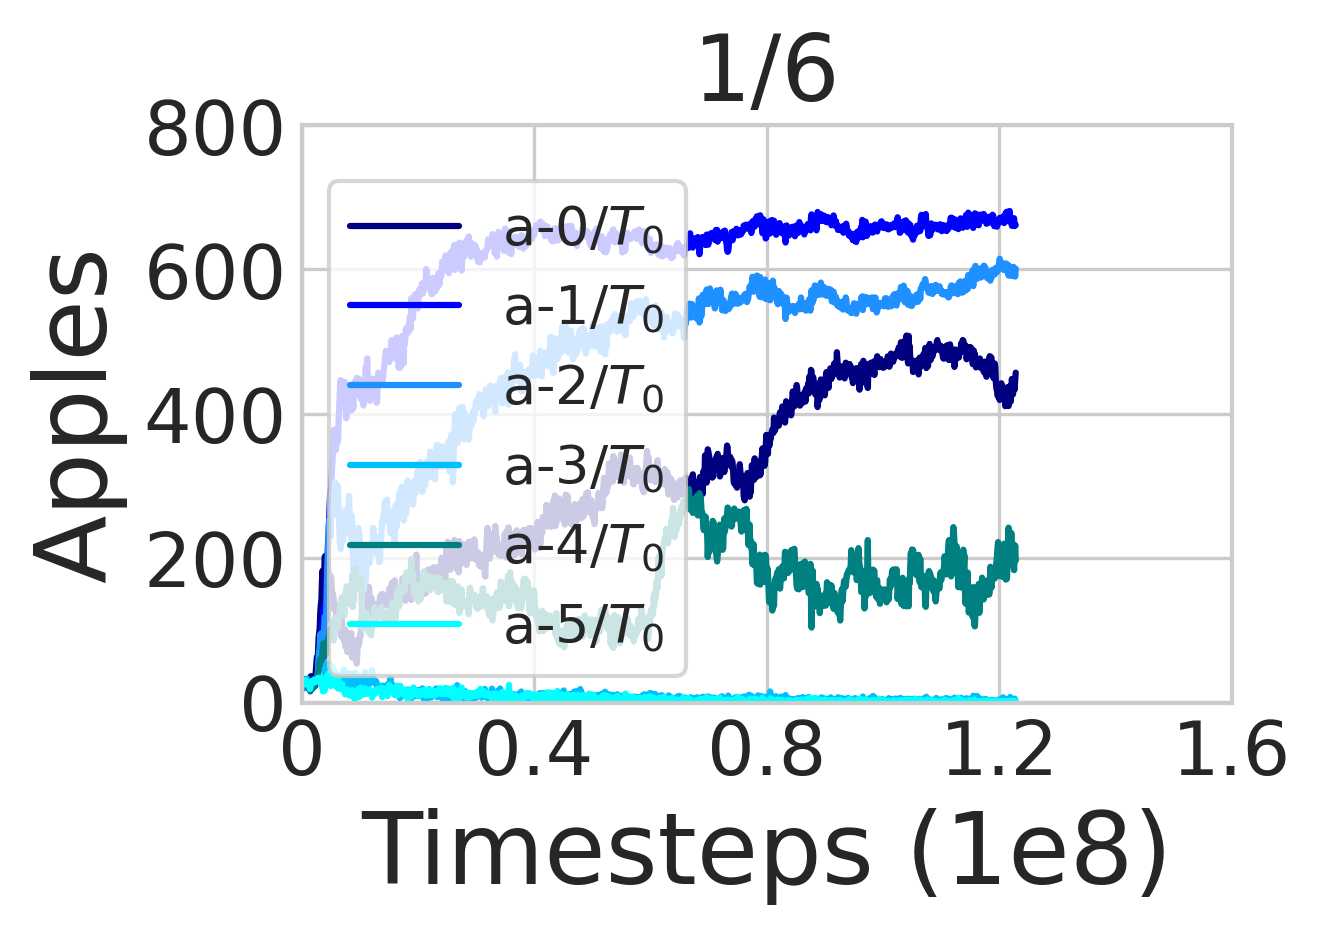 1/6
800
600
400
200
0
Apples
a-0/T₀
a-1/T₀
a-2/T₀
a-3/T₀
a-4/T₀
a-5/T₀
0 0.4 0.8 1.2 1.6
Timesteps (1e8)